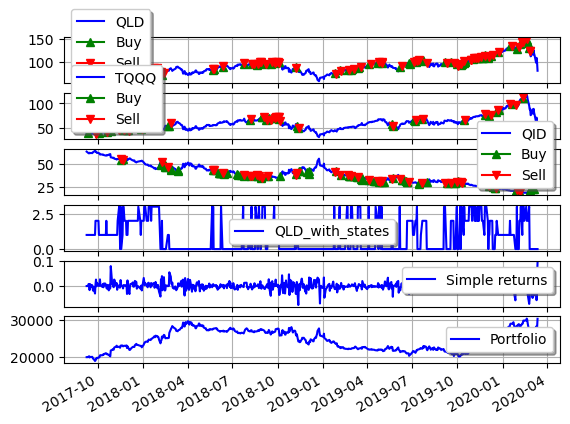 QLD
Buy
Sell
150
100
TQQQ
Buy
Sell
100
50
QID
Buy
Sell
50
25
QLD_with_states
2.5
0.0
Simple returns
0.1
0.0
Portfolio
30000
20000
2017-10 2018-01 2018-04 2018-07 2018-10 2019-01 2019-04 2019-07 2019-10 2020-01 2020-04